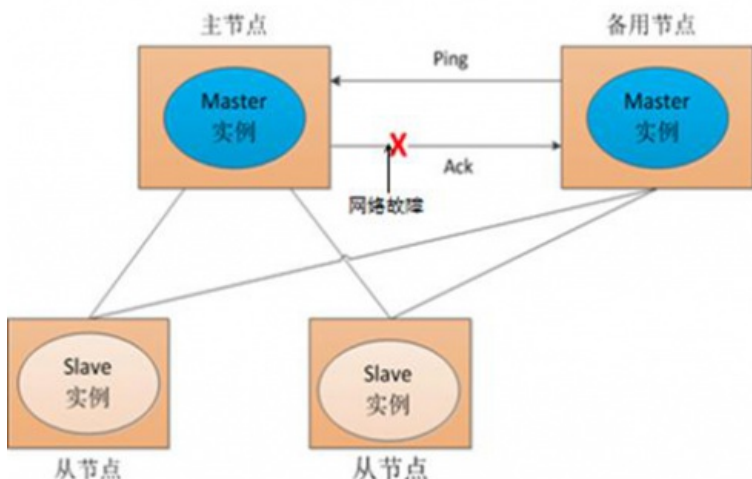 主节点
备用节点
Ping
Master
实例
Master
实例
Ack
网络故障
Slave
实例
Slave
实例
从节点
从节点